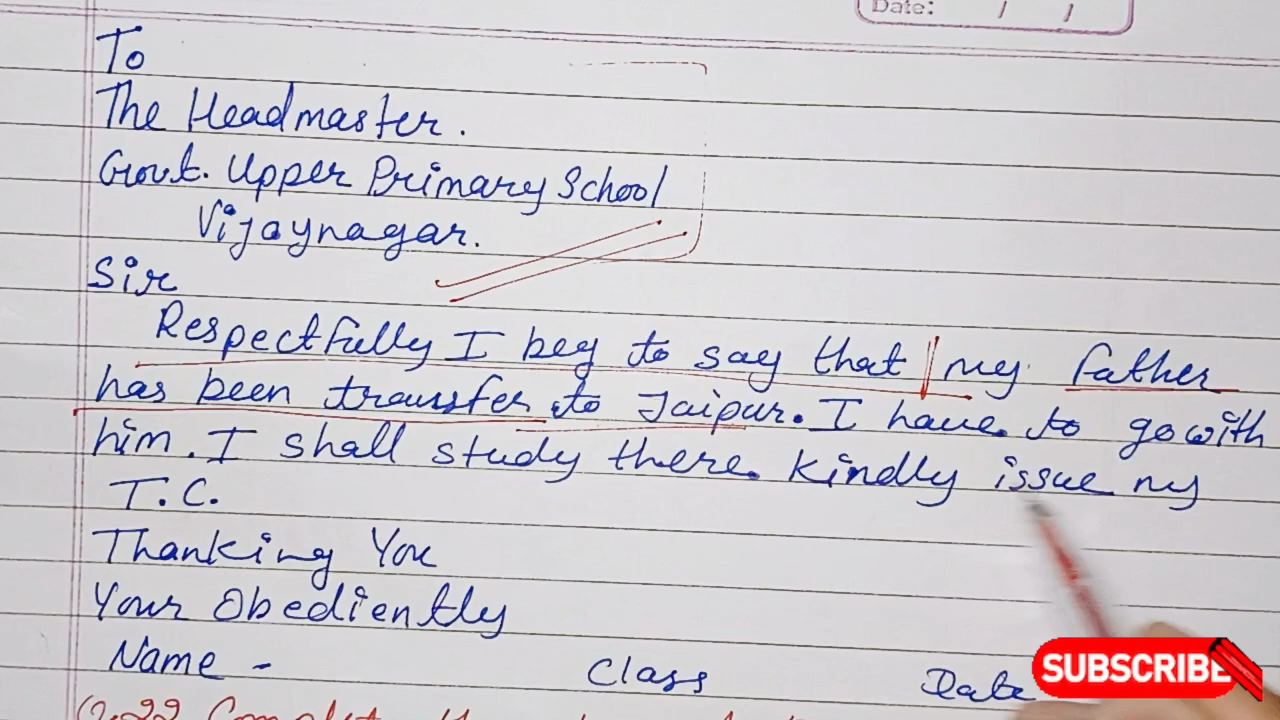 Date: / /
To
The Headmaster.
Govt. Upper Primary School
Vijaynagar.
Sir
Respectfully I beg to say that my father
has been transfer to Jaipur. I have to go with
him. I shall study there. Kindly issue my
T.C.
Thanking You
Your Obediently
Name - Class Date
SUBSCRIBE
Q.22